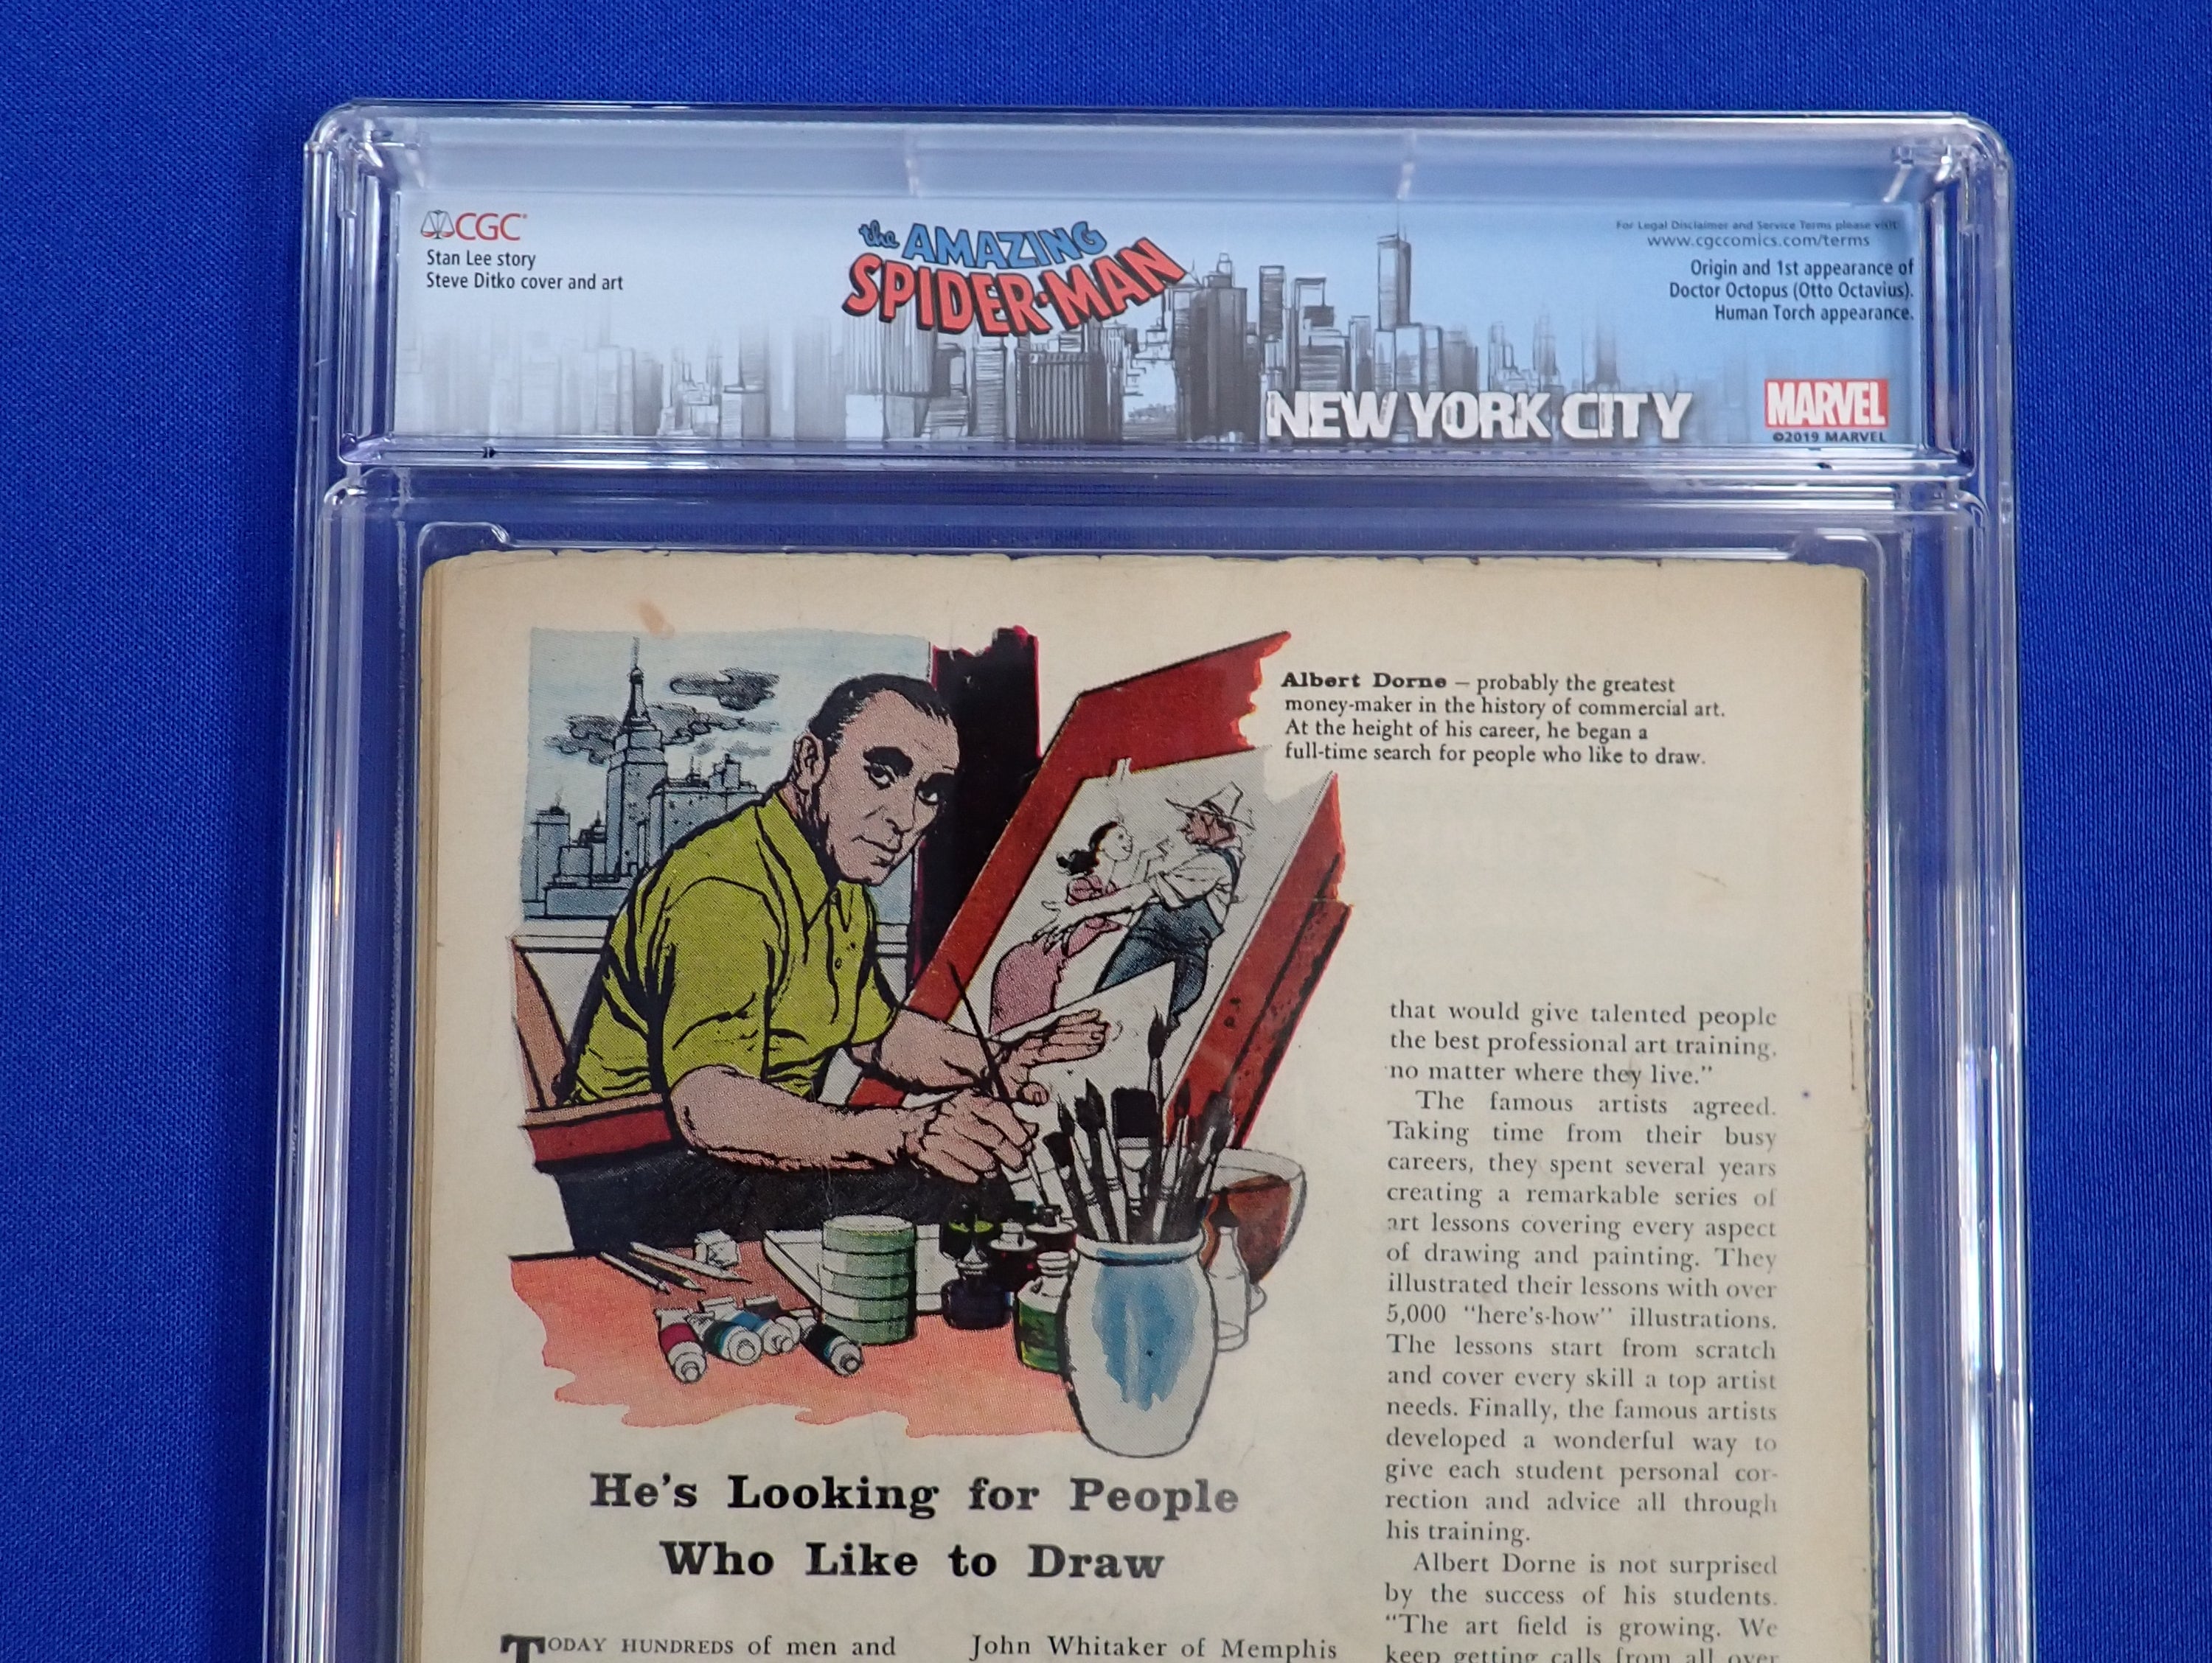 CGC
Stan Lee story
Steve Ditko cover and art
the AMAZING
SPIDER-MAN
NEW YORK CITY
For Legal Disclaimer and Service Terms please visit:
www.cgccomics.com/terms
Origin and 1st appearance of
Doctor Octopus (Otto Octavius).
Human Torch appearance.
MARVEL
©2019 MARVEL
Albert Dorne — probably the greatest
money-maker in the history of commercial art.
At the height of his career, he began a
full-time search for people who like to draw.
He's Looking for People
Who Like to Draw
TODAY HUNDREDS of men and
John Whitaker of Memphis
that would give talented people
the best professional art training,
no matter where they live."
The famous artists agreed.
Taking time from their busy
careers, they spent several years
creating a remarkable series of
art lessons covering every aspect
of drawing and painting. They
illustrated their lessons with over
5,000 "here's-how" illustrations.
The lessons start from scratch
and cover every skill a top artist
needs. Finally, the famous artists
developed a wonderful way to
give each student personal cor-
rection and advice all through
his training.
Albert Dorne is not surprised
by the success of his students.
"The art field is growing. We
keep getting calls from all over